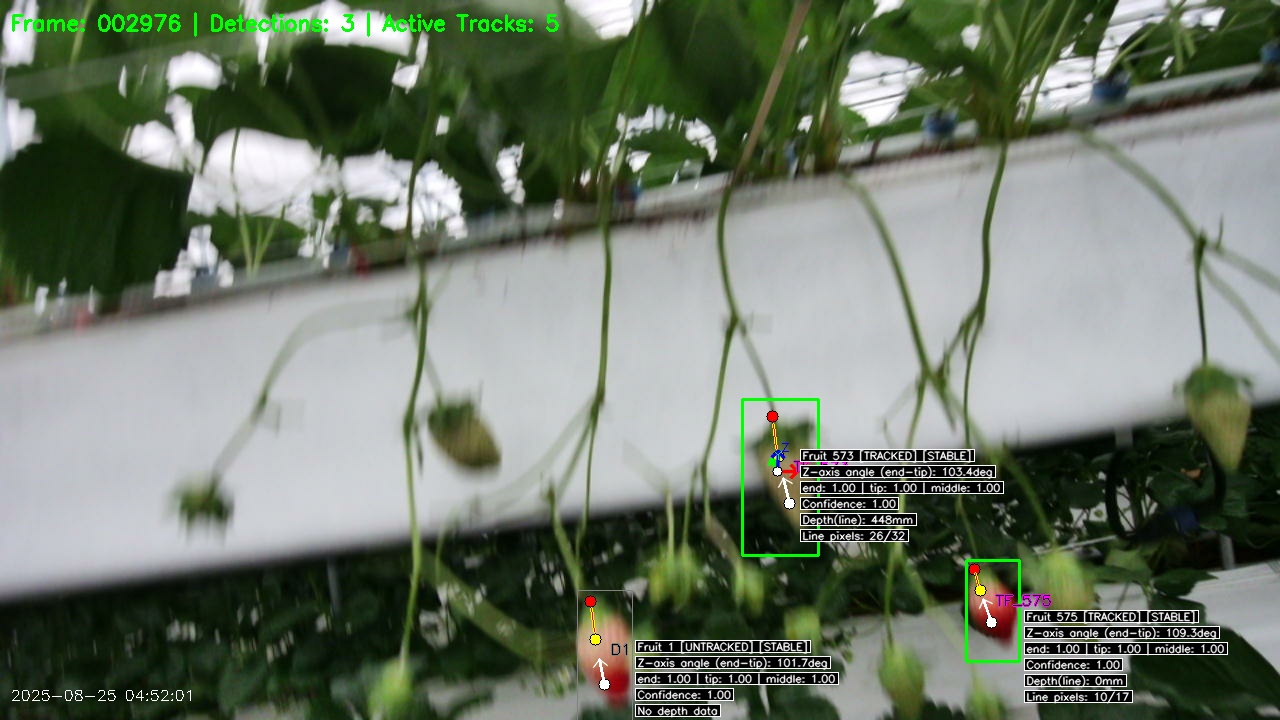 Frame: 002976 | Detections: 3 | Active Tracks: 5
Fruit 573 [TRACKED] [STABLE]
Z-axis angle (end-tip): 103.4deg
end: 1.00 | tip: 1.00 | middle: 1.00
Confidence: 1.00
Depth(line): 448mm
Line pixels: 26/32
TF_575
Fruit 575 [TRACKED] [STABLE]
Z-axis angle (end-tip): 109.3deg
end: 1.00 | tip: 1.00 | middle: 1.00
Confidence: 1.00
Depth(line): 0mm
Line pixels: 10/17
D1
Fruit 1 [UNTRACKED] [STABLE]
Z-axis angle (end-tip): 101.7deg
end: 1.00 | tip: 1.00 | middle: 1.00
Confidence: 1.00
No depth data
2025-08-25 04:52:01